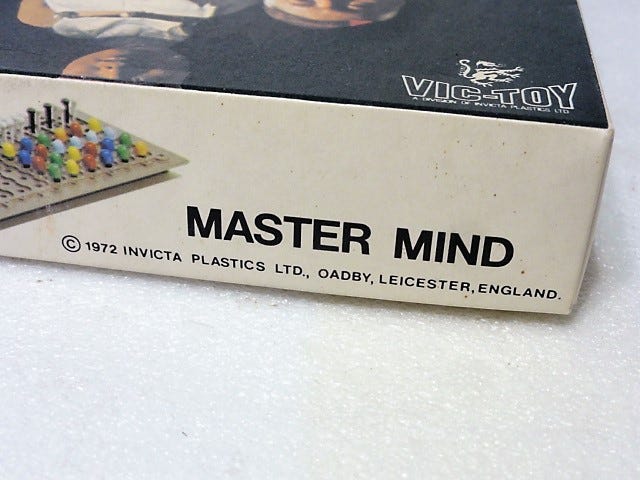 VIC-TOY
A DIVISION OF INVICTA PLASTICS LTD
MASTER MIND
© 1972 INVICTA PLASTICS LTD., OADBY, LEICESTER, ENGLAND.